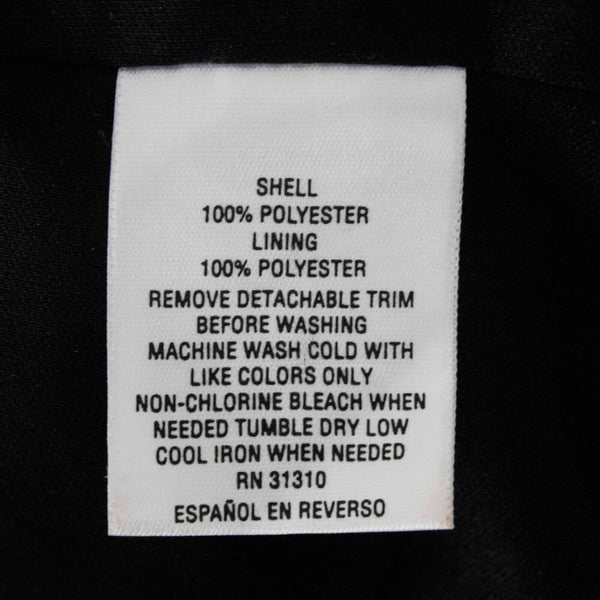 SHELL
100% POLYESTER
LINING
100% POLYESTER
REMOVE DETACHABLE TRIM
BEFORE WASHING
MACHINE WASH COLD WITH
LIKE COLORS ONLY
NON-CHLORINE BLEACH WHEN
NEEDED TUMBLE DRY LOW
COOL IRON WHEN NEEDED
RN 31310
ESPAÑOL EN REVERSO